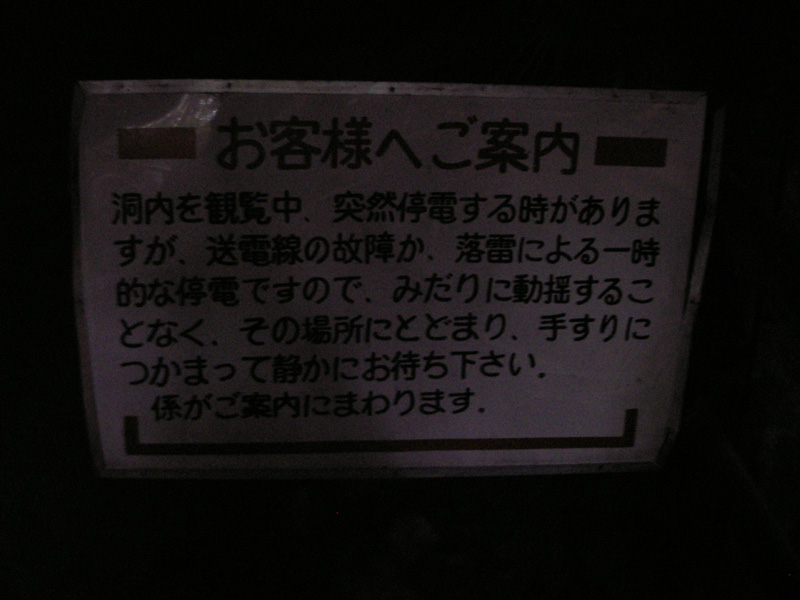 お客様へご案内
洞内を観覧中、突然停電する時がありま
すが、送電線の故障か、落雷による一時
的な停電ですので、みだりに動揺するこ
となく、その場所にとどまり、手すりに
つかまって静かにお待ち下さい.
係がご案内にまわります.